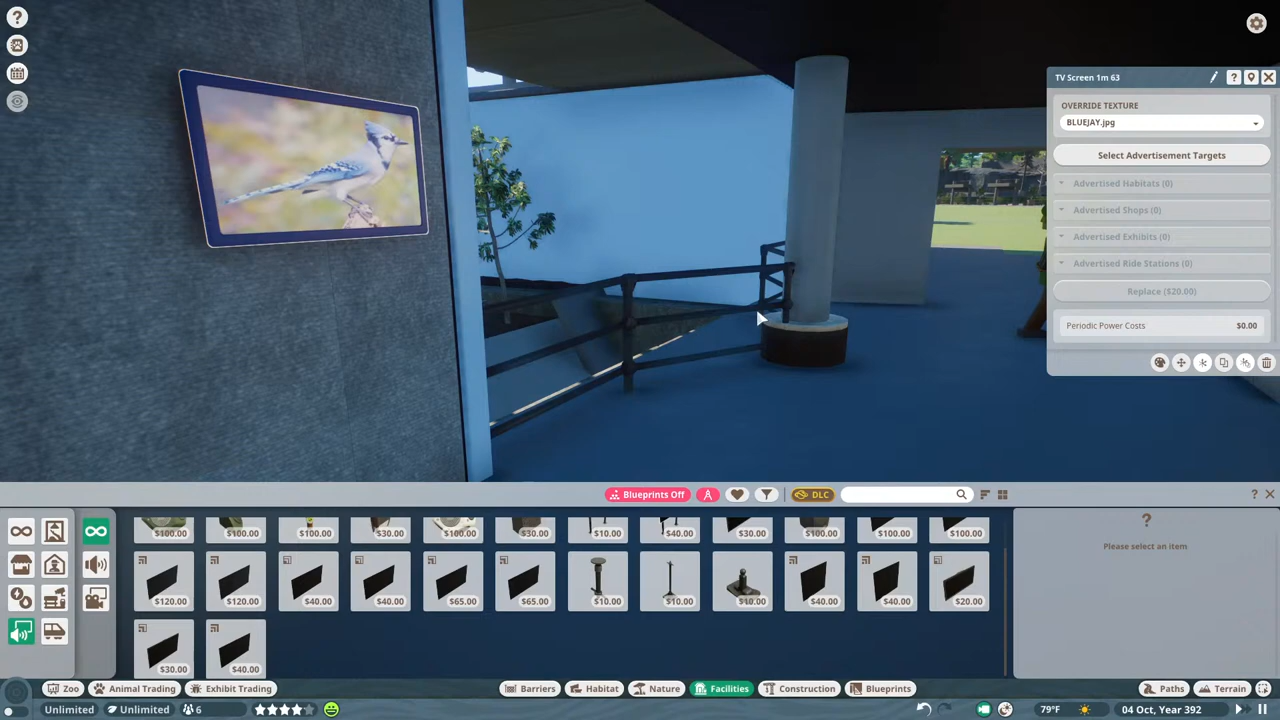 TV Screen 1m 63
OVERRIDE TEXTURE
BLUEJAY.jpg
Select Advertisement Targets
Advertised Habitats (0)
Advertised Shops (0)
Advertised Exhibits (0)
Advertised Ride Stations (0)
Replace ($20.00)
Periodic Power Costs $0.00
Blueprints Off
DLC
$100.00 $100.00 $100.00 $30.00 $100.00 $30.00 $10.00 $40.00 $30.00 $100.00 $100.00 $100.00
$120.00 $120.00 $40.00 $40.00 $65.00 $65.00 $10.00 $10.00 $10.00 $40.00 $40.00 $20.00
$30.00 $40.00
Please select an item
Zoo Animal Trading Exhibit Trading Barriers Habitat Nature Facilities Construction Blueprints Paths Terrain
Unlimited Unlimited 6 79°F 04 Oct, Year 392